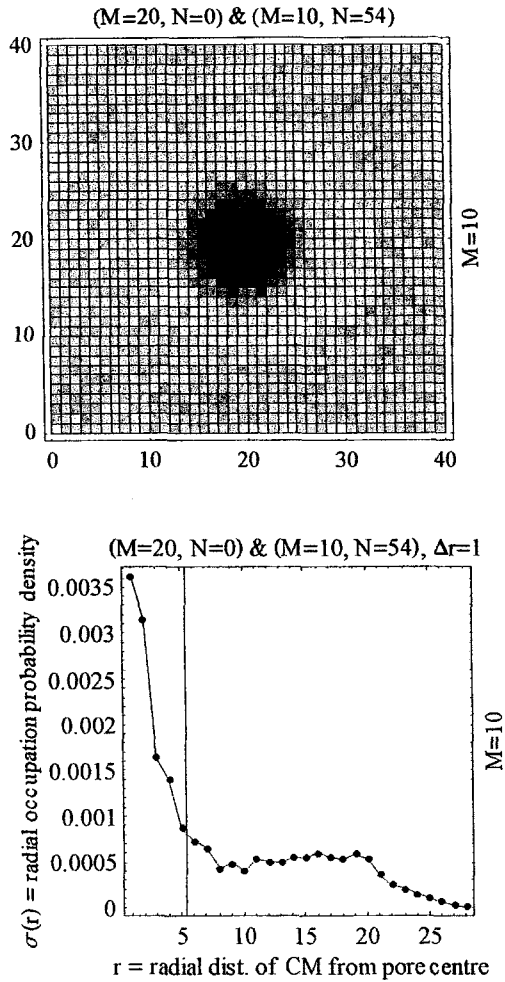 (M=20, N=0) & (M=10, N=54)
40
30
20
10
0
0 10 20 30 40
M=10
(M=20, N=0) & (M=10, N=54), Δr=1
σ(r) = radial occupation probability density
0.0035
0.003
0.0025
0.002
0.0015
0.001
0.0005
0
5 10 15 20 25
r = radial dist. of CM from pore centre
M=10